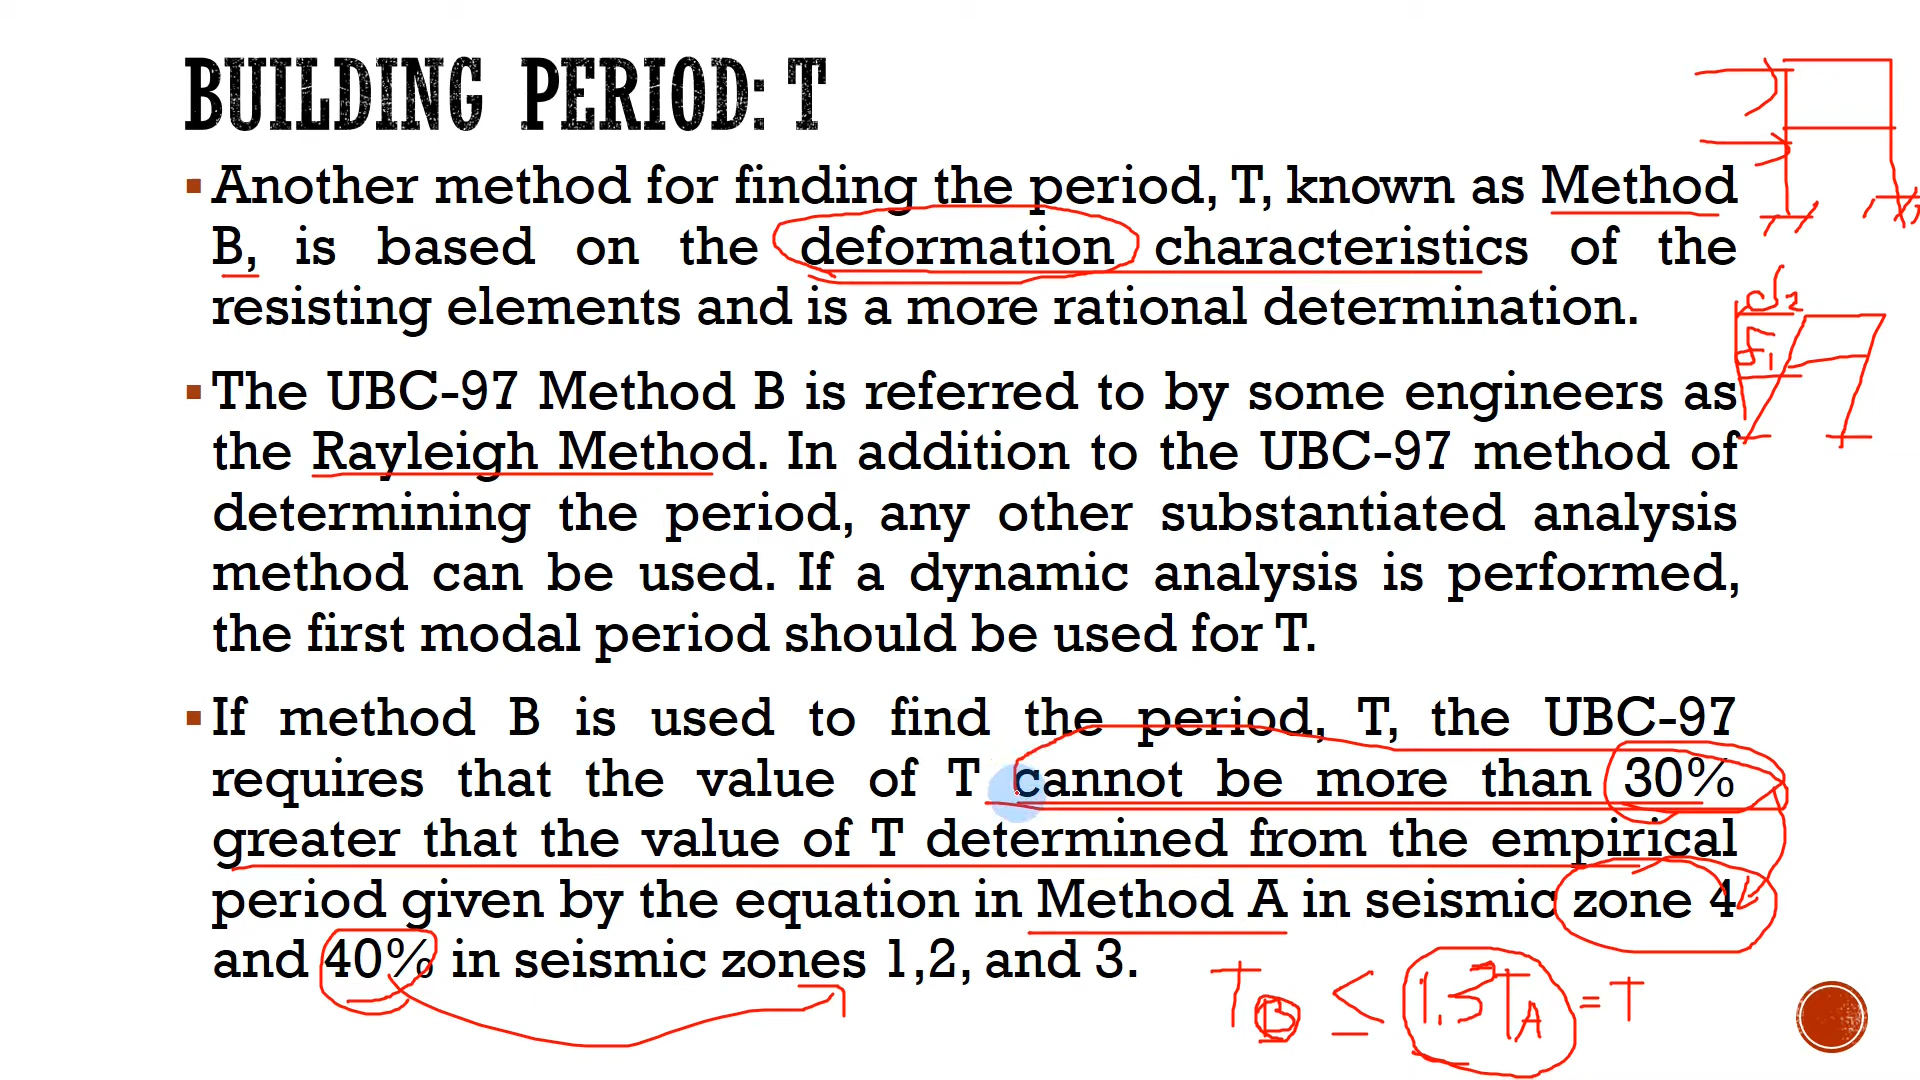 BUILDING PERIOD: T
▪Another method for finding the period, T, known as Method
B, is based on the deformation characteristics of the
resisting elements and is a more rational determination.
▪The UBC-97 Method B is referred to by some engineers as
the Rayleigh Method. In addition to the UBC-97 method of
determining the period, any other substantiated analysis
method can be used. If a dynamic analysis is performed,
the first modal period should be used for T.
▪If method B is used to find the period, T, the UBC-97
requires that the value of T cannot be more than 30%
greater that the value of T determined from the empirical
period given by the equation in Method A in seismic zone 4
and 40% in seismic zones 1,2, and 3.
T_B ≤ 1.3T_A = T